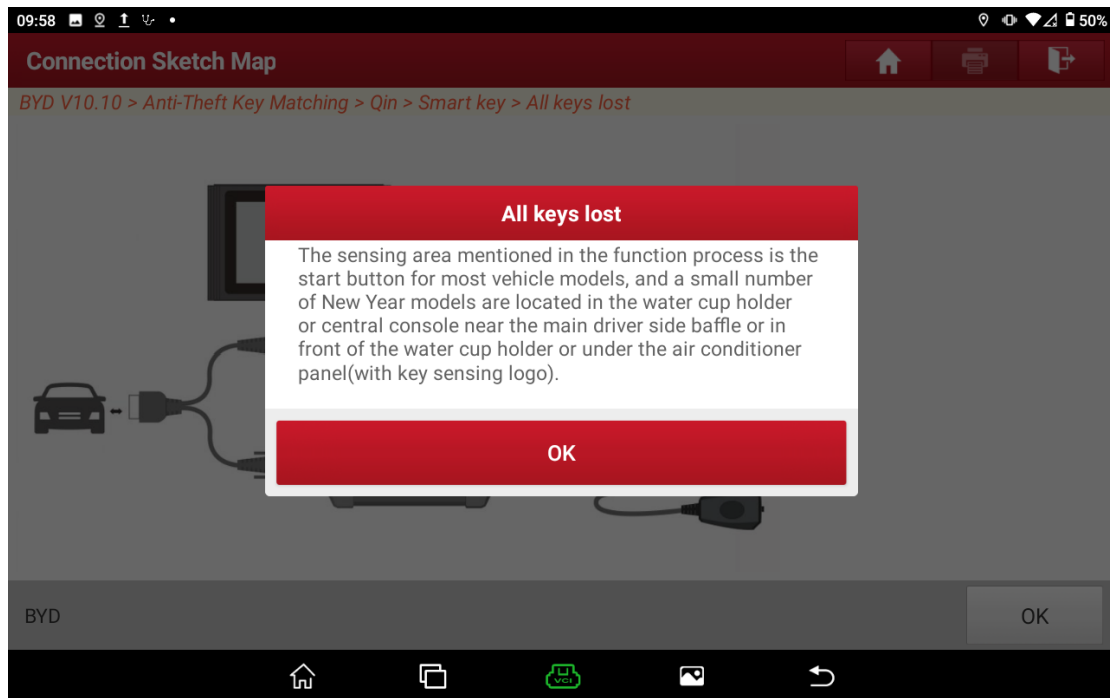 09:58
50%
Connection Sketch Map
BYD V10.10 > Anti-Theft Key Matching > Qin > Smart key > All keys lost
All keys lost
The sensing area mentioned in the function process is the
start button for most vehicle models, and a small number
of New Year models are located in the water cup holder
or central console near the main driver side baffle or in
front of the water cup holder or under the air conditioner
panel(with key sensing logo).
OK
BYD
OK
VCI